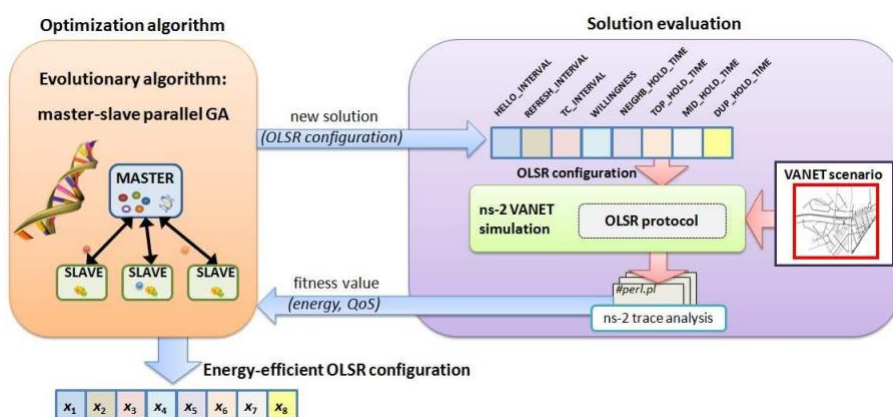 Optimization algorithm
Solution evaluation
Evolutionary algorithm:
master-slave parallel GA
MASTER
SLAVE
SLAVE
SLAVE
new solution
(OLSR configuration)
HELLO_INTERVAL
REFRESH_INTERVAL
TC_INTERVAL
WILLINGNESS
NEIGHB_HOLD_TIME
TOP_HOLD_TIME
MID_HOLD_TIME
DUP_HOLD_TIME
OLSR configuration
VANET scenario
ns-2 VANET
simulation
OLSR protocol
fitness value
(energy, QoS)
#perl.pl
ns-2 trace analysis
Energy-efficient OLSR configuration
x1 x2 x3 x4 x5 x6 x7 x8